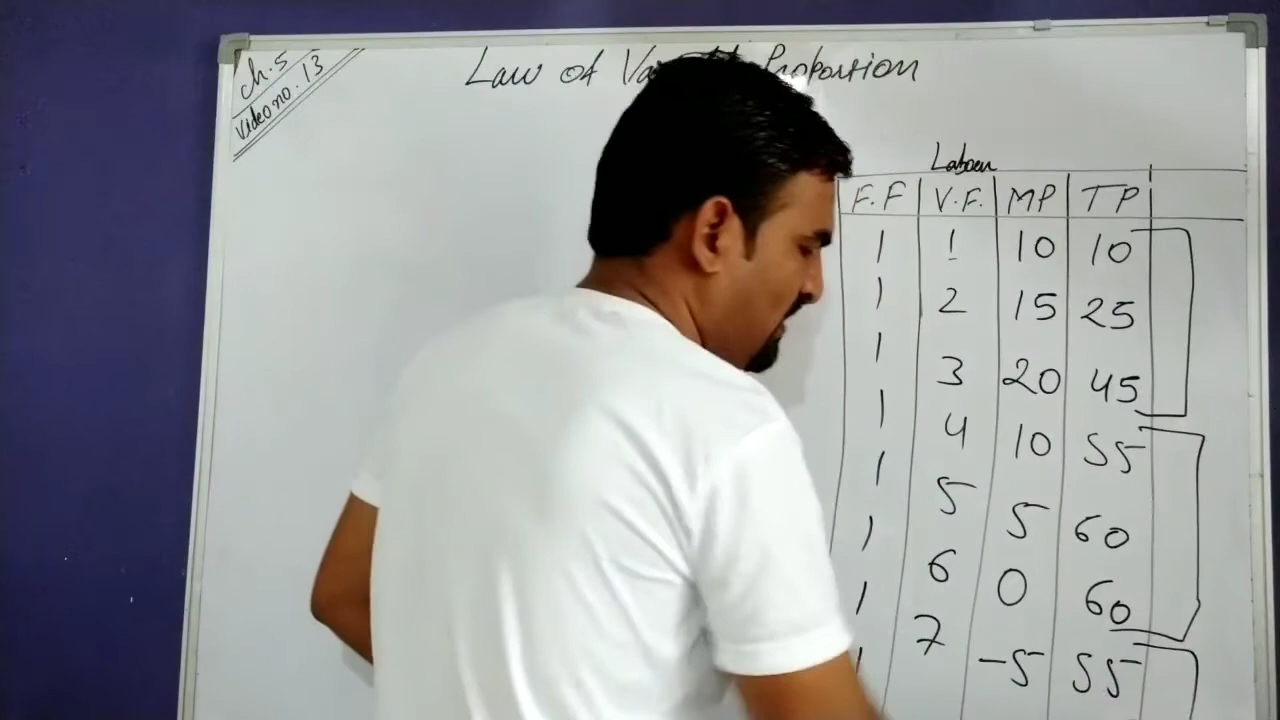 ch.5
Video no. 13
Law of Proportion
Labour
F.F V.F. MP TP
1 1 10 10
1 2 15 25
1 3 20 45
1 4 10 55
1 5 5 60
1 6 0 60
1 7 -5 55
1